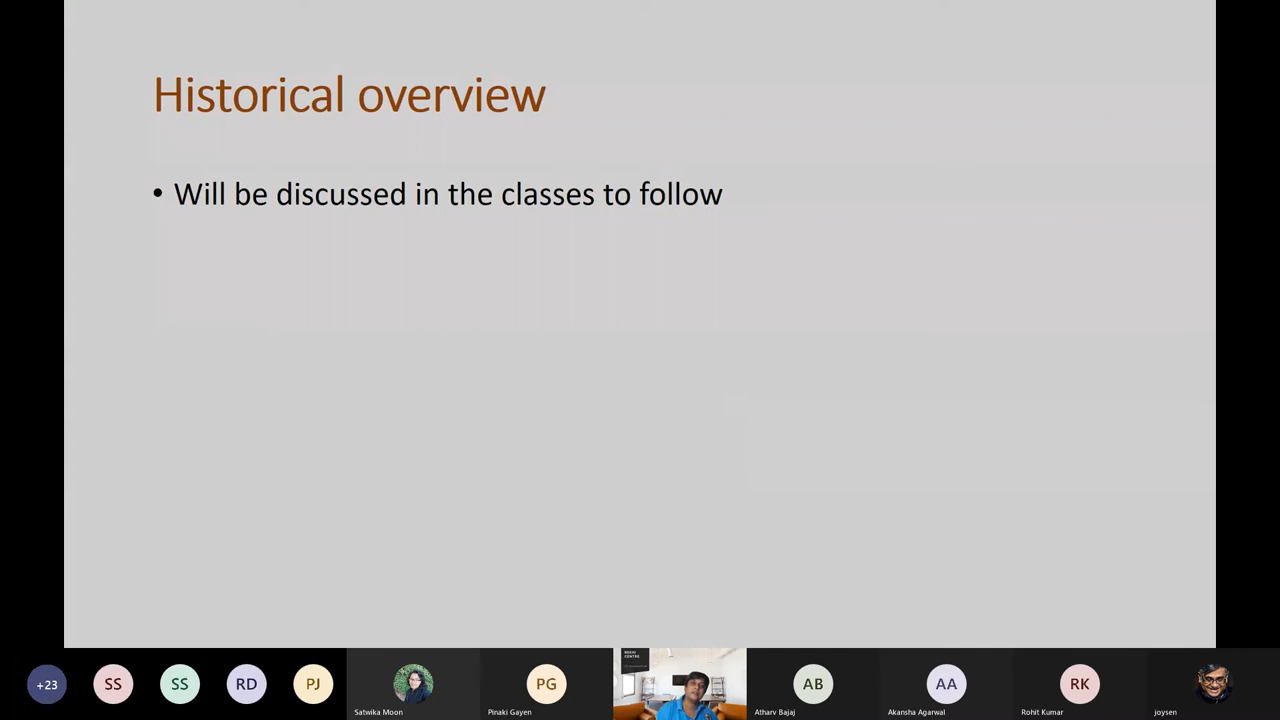 Historical overview
• Will be discussed in the classes to follow
+23
SS
SS
RD
PJ
Satwika Moon
PG
Pinaki Gayen
CENTRE
AB
Atharv Bajaj
AA
Akansha Agarwal
RK
Rohit Kumar
joysen